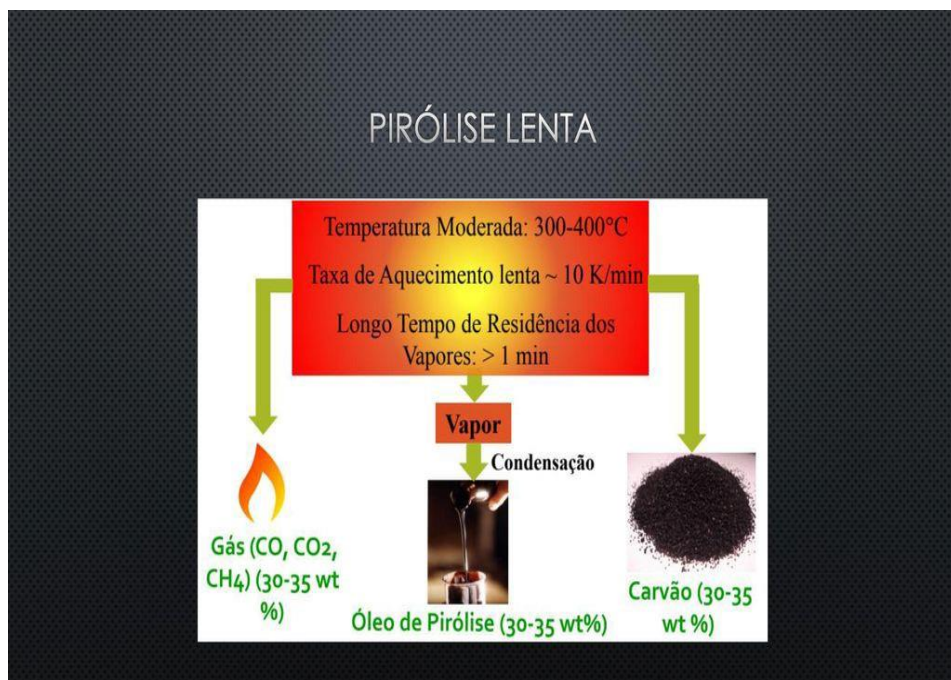 PIRÓLISE LENTA
Temperatura Moderada: 300-400°C
Taxa de Aquecimento lenta ~ 10 K/min
Longo Tempo de Residência dos
Vapores: > 1 min
Vapor
Condensação
Gás (CO, CO2,
CH4) (30-35 wt
%)
Óleo de Pirólise (30-35 wt%)
Carvão (30-35
wt %)